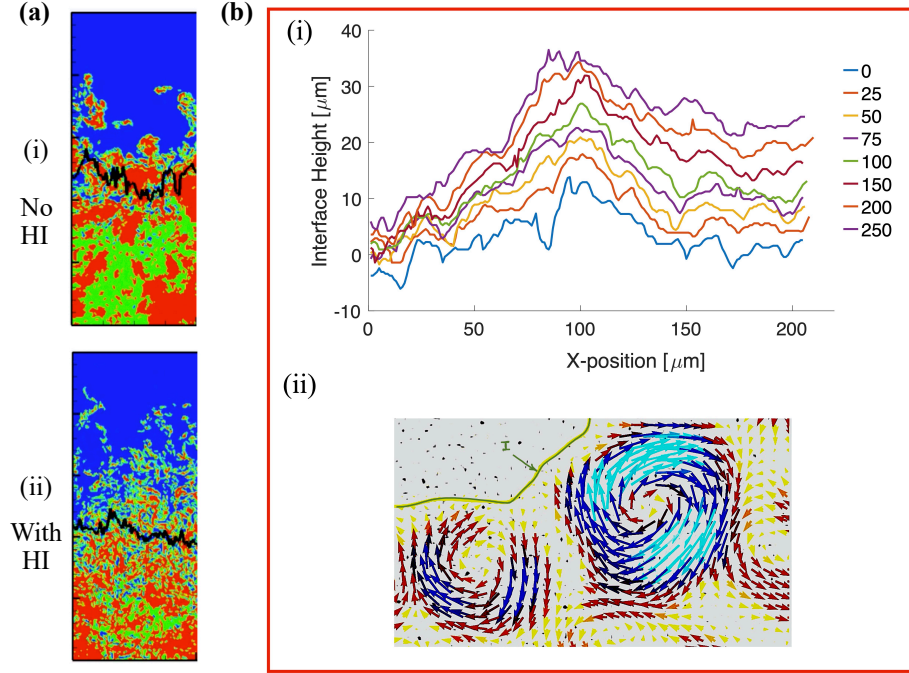 (a)
(i)
No
HI
(ii)
With
HI
(b)
(i)
Interface Height [μm]
40
30
20
10
0
-10
0
50
100
150
200
X-position [μm]
0
25
50
75
100
150
200
250
(ii)
I